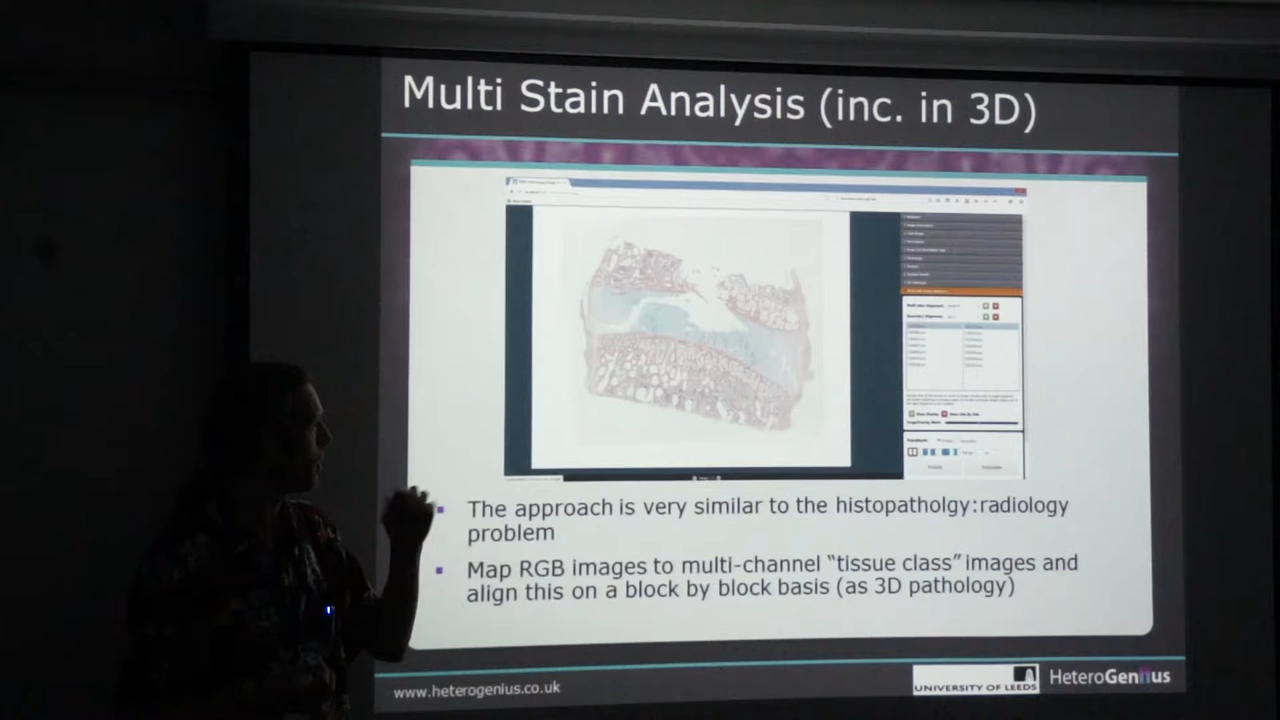 Multi Stain Analysis (inc. in 3D)
The approach is very similar to the histopatholgy:radiology
problem
Map RGB images to multi-channel “tissue class” images and
align this on a block by block basis (as 3D pathology)
www.heterogenius.co.uk
UNIVERSITY OF LEEDS
HeteroGenius